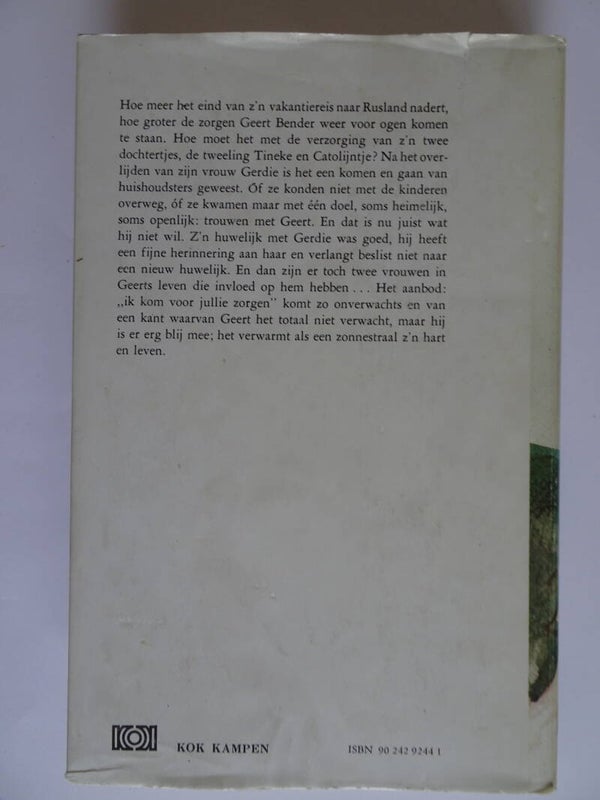 Hoe meer het eind van z'n vakantiereis naar Rusland nadert,
hoe groter de zorgen Geert Bender weer voor ogen komen
te staan. Hoe moet het met de verzorging van z'n twee
dochtertjes, de tweeling Tineke en Catolijntje? Na het over-
lijden van zijn vrouw Gerdie is het een komen en gaan van
huishoudsters geweest. Óf ze konden niet met de kinderen
overweg, óf ze kwamen maar met één doel, soms heimelijk,
soms openlijk: trouwen met Geert. En dat is nu juist wat
hij niet wil. Z'n huwelijk met Gerdie was goed, hij heeft
een fijne herinnering aan haar en verlangt beslist niet naar
een nieuw huwelijk. En dan zijn er toch twee vrouwen in
Geerts leven die invloed op hem hebben ... Het aanbod:
„ik kom voor jullie zorgen" komt zo onverwachts en van
een kant waarvan Geert het totaal niet verwacht, maar hij
is er erg blij mee; het verwarmt als een zonnestraal z'n hart
en leven.
KOK KAMPEN
ISBN 90 242 9244 1